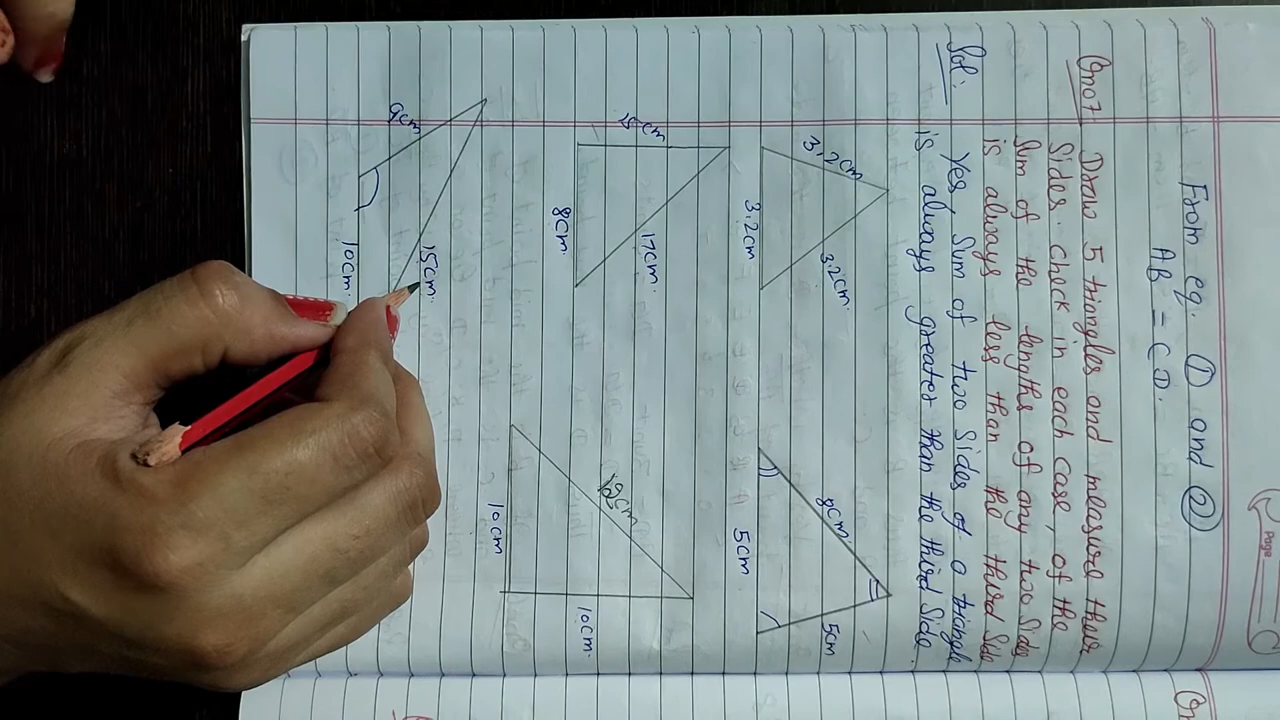 Page
From eq. ① and ②
AB = CD.
Qno7 Draw 5 triangles and measure their
Sides. check in each case, of the
Sum of the lengths of any two Side
is always less than the third Side
Sol: Yes, Sum of two Sides of a triangle
is always greater than the third Side.
3.2cm
3.2cm.
3.2cm
8cm
5cm
5cm
15cm
17cm.
8cm.
10cm.
10cm
9cm
15cm.
10cm.